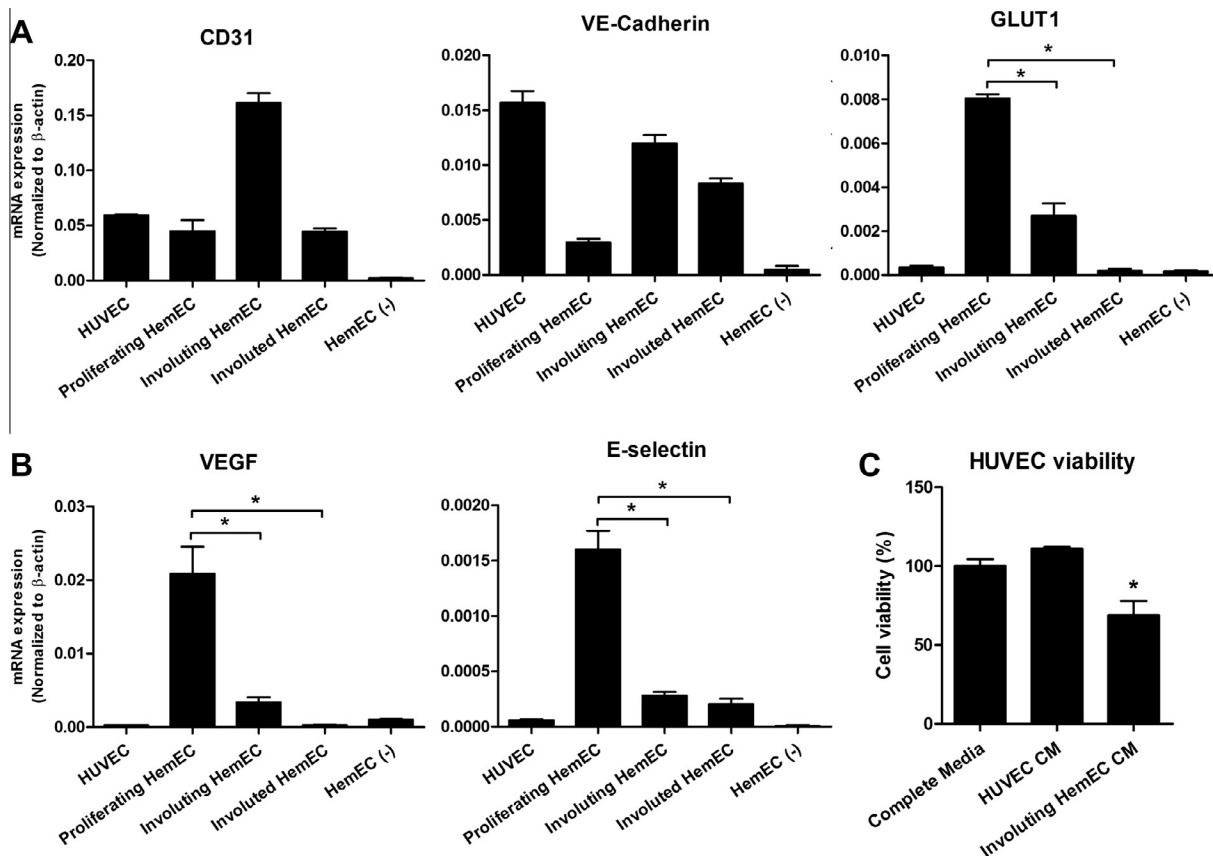 A
CD31
VE-Cadherin
GLUT1
mRNA expression
(Normalized to β-actin)
0.20
0.15
0.10
0.05
0.00
HUVEC
Proliferating HemEC
Involuting HemEC
Involuted HemEC
HemEC (-)
0.020
0.015
0.010
0.005
0.000
HUVEC
Proliferating HemEC
Involuting HemEC
Involuted HemEC
HemEC (-)
0.010
0.008
0.006
0.004
0.002
0.000
*
*
HUVEC
Proliferating HemEC
Involuting HemEC
Involuted HemEC
HemEC (-)
B
VEGF
E-selectin
C
HUVEC viability
mRNA expression
(Normalized to β-actin)
0.03
0.02
0.01
0.00
*
*
HUVEC
Proliferating HemEC
Involuting HemEC
Involuted HemEC
HemEC (-)
0.0020
0.0015
0.0010
0.0005
0.0000
*
*
HUVEC
Proliferating HemEC
Involuting HemEC
Involuted HemEC
HemEC (-)
Cell viability (%)
150
100
50
0
*
Complete Media
HUVEC CM
Involuting HemEC CM